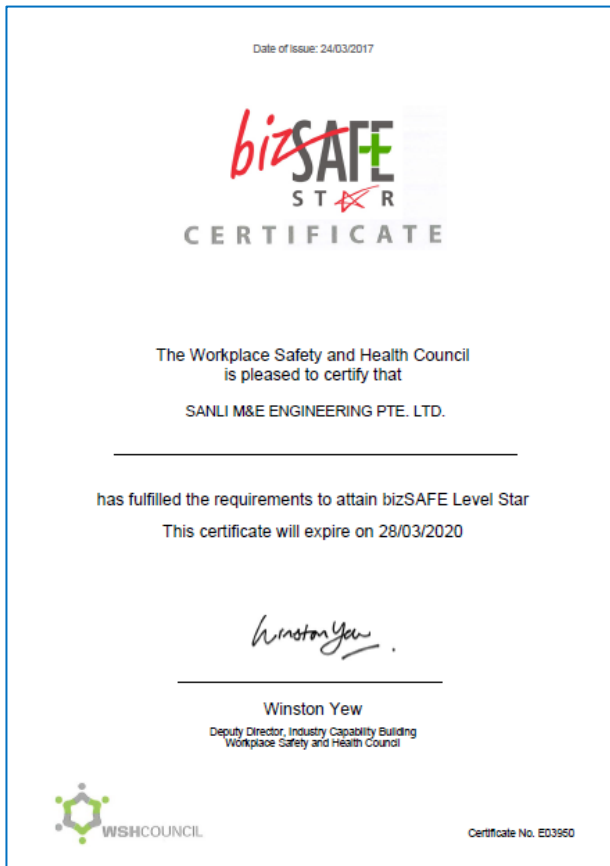 Date of Issue: 24/03/2017
bizSAFE
STAR
CERTIFICATE
The Workplace Safety and Health Council
is pleased to certify that
SANLI M&E ENGINEERING PTE. LTD.
has fulfilled the requirements to attain bizSAFE Level Star
This certificate will expire on 28/03/2020
Winston Yew
Winston Yew
Deputy Director, Industry Capability Building
Workplace Safety and Health Council
WSHCOUNCIL
Certificate No. E03950